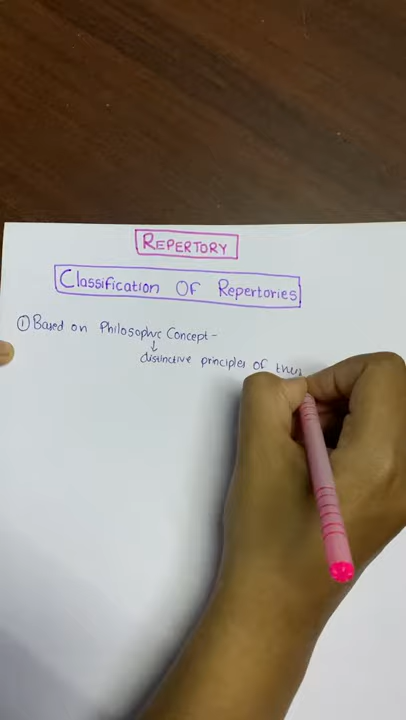 REPERTORY
Classification Of Repertories
① Based on Philosophic Concept -
↓
distinctive principles of